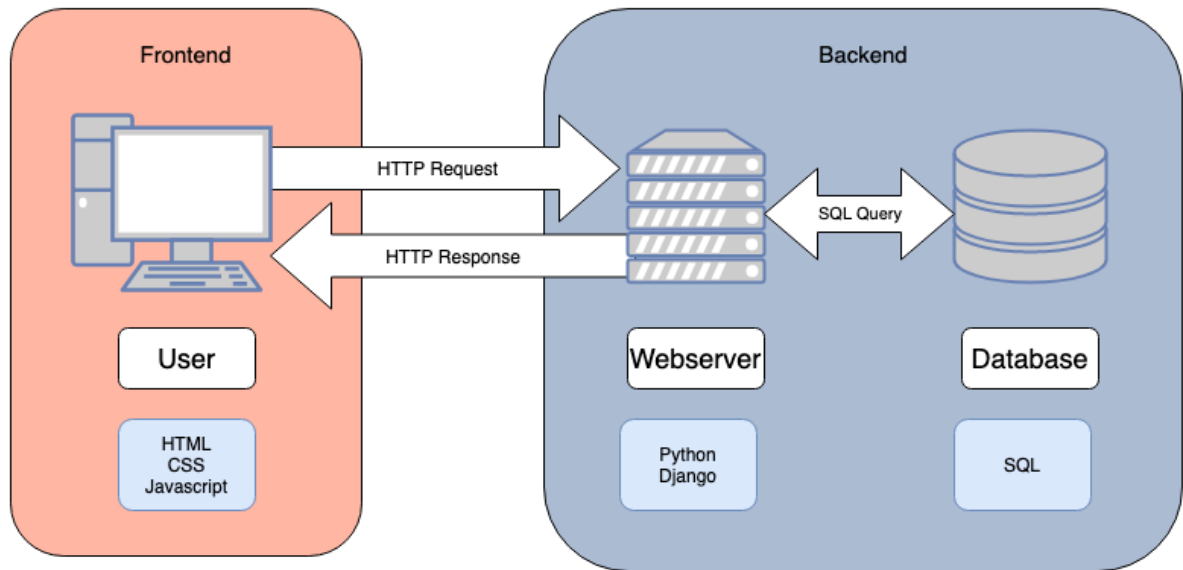 Frontend
Backend
HTTP Request
SQL Query
HTTP Response
User
Webserver
Database
HTML
CSS
Javascript
Python
Django
SQL